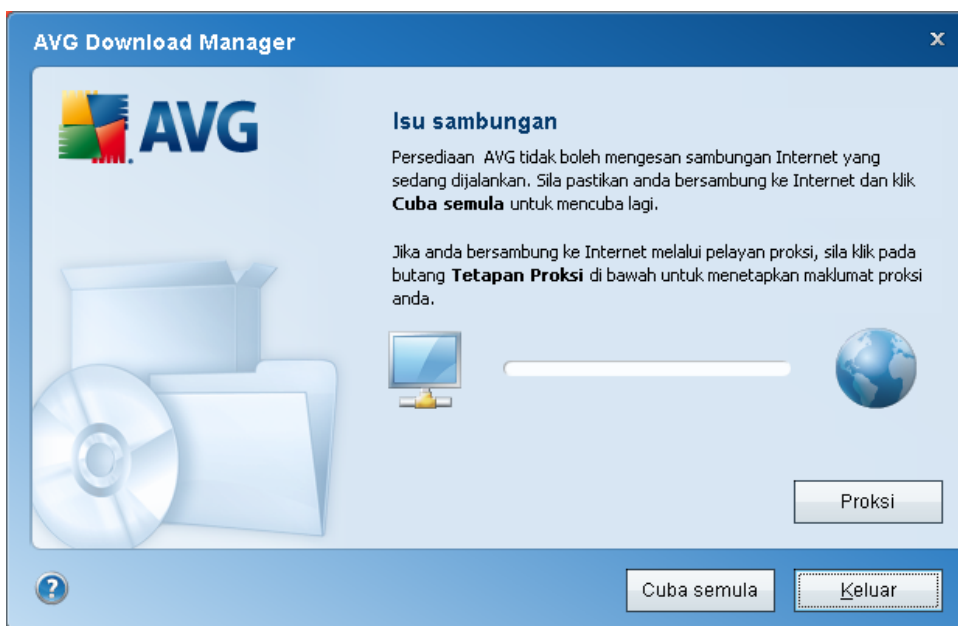 AVG Download Manager
x
AVG
Isu sambungan
Persediaan AVG tidak boleh mengesan sambungan Internet yang
sedang dijalankan. Sila pastikan anda bersambung ke Internet dan klik
Cuba semula untuk mencuba lagi.
Jika anda bersambung ke Internet melalui pelayan proksi, sila klik pada
butang Tetapan Proksi di bawah untuk menetapkan maklumat proksi
anda.
Proksi
?
Cuba semula
Keluar